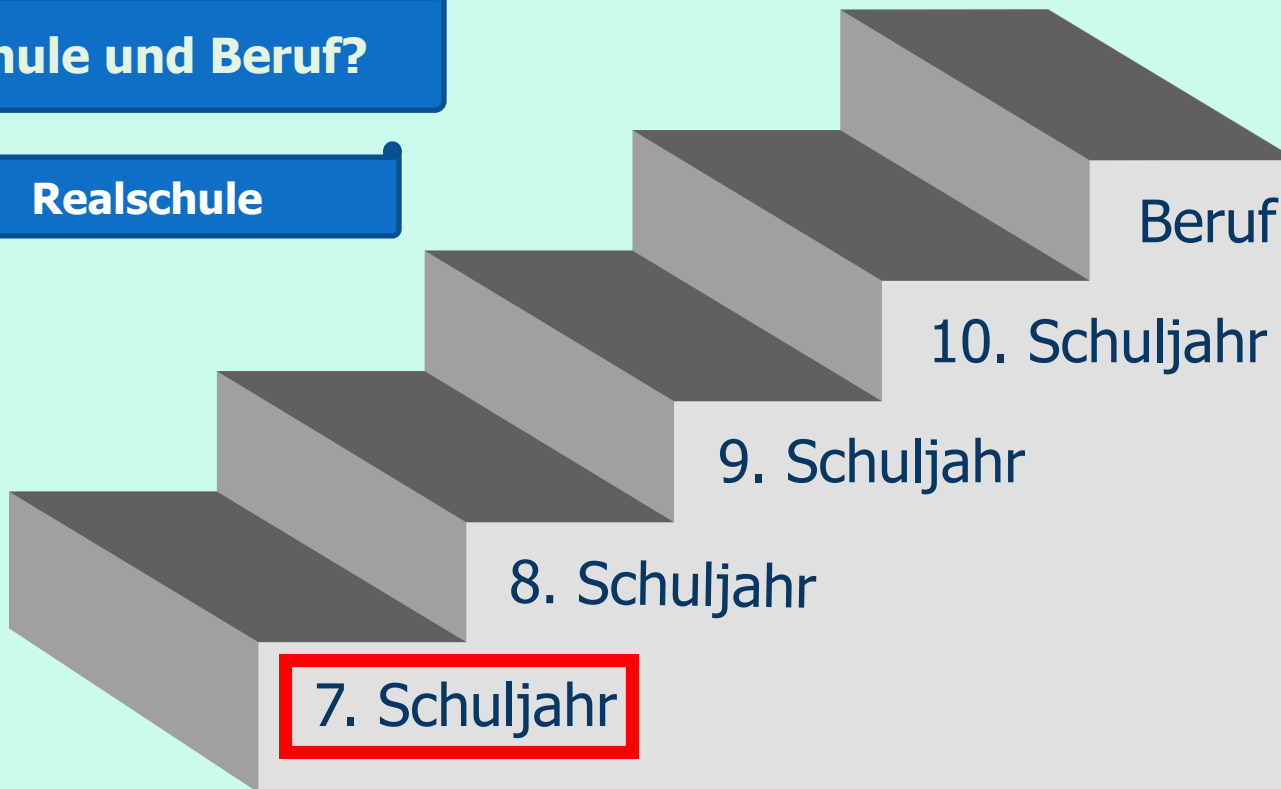 hule und Beruf?
Realschule
Beruf
10. Schuljahr
9. Schuljahr
8. Schuljahr
7. Schuljahr